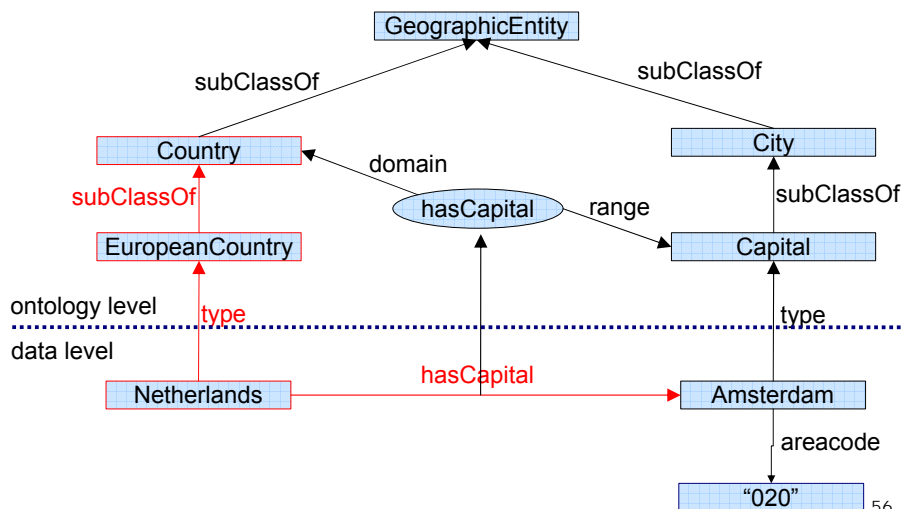 GeographicEntity
subClassOf
subClassOf
Country
City
domain
subClassOf
hasCapital
range
subClassOf
EuropeanCountry
Capital
ontology level
type
type
data level
hasCapital
Netherlands
Amsterdam
areacode
“020”
56